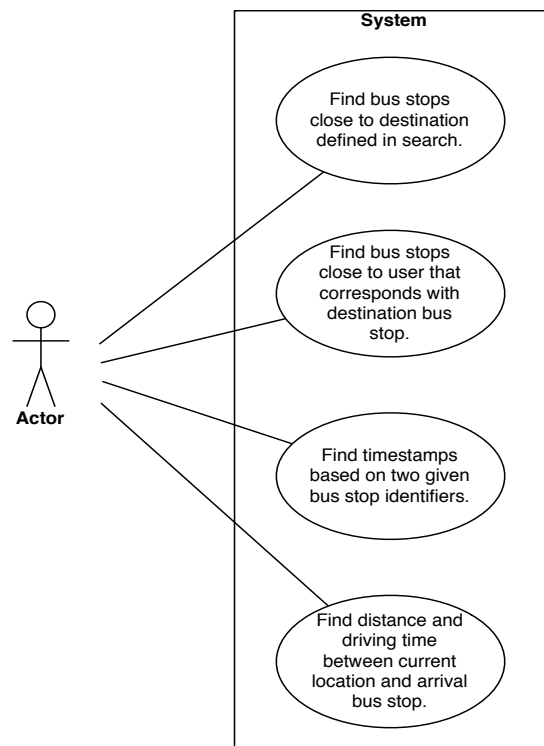 System
Find bus stops
close to destination
defined in search.
Find bus stops
close to user that
corresponds with
destination bus
stop.
Actor
Find timestamps
based on two given
bus stop identifiers.
Find distance and
driving time
between current
location and arrival
bus stop.